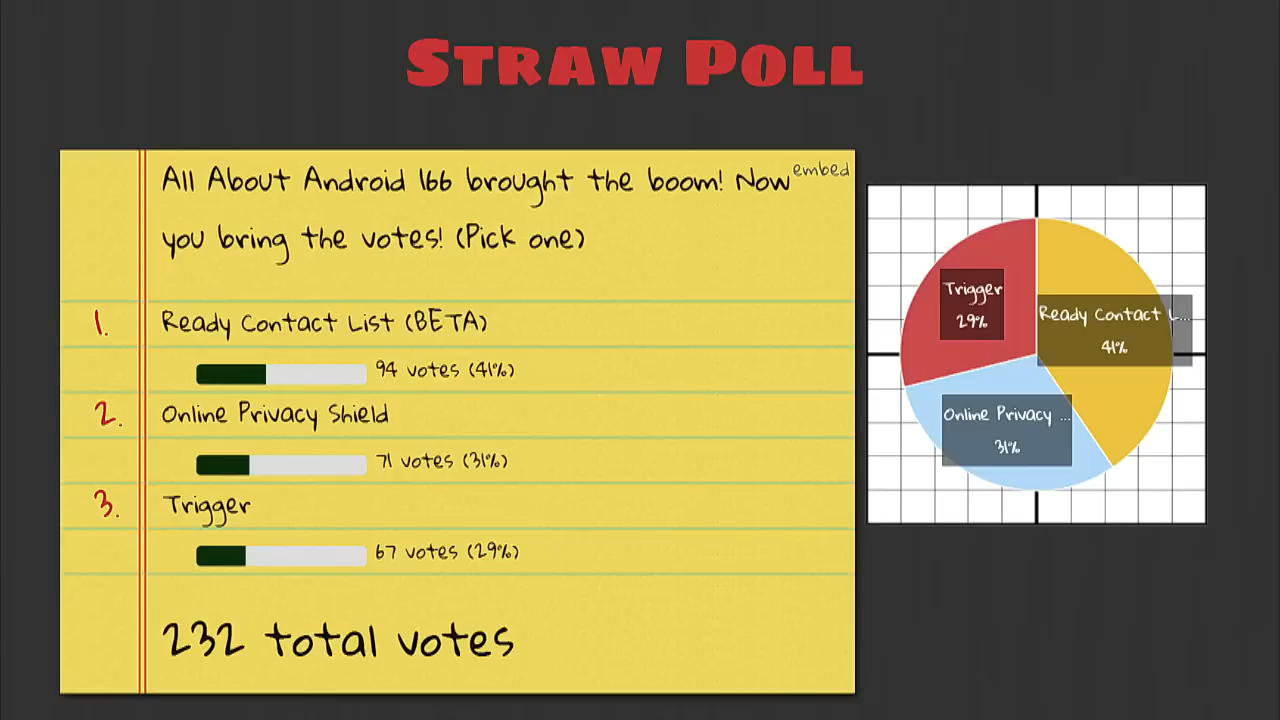 STRAW POLL
All About Android 166 brought the boom! Now
embed
you bring the votes! (Pick one)
1. Ready Contact List (BETA)
94 votes (41%)
2. Online Privacy Shield
71 votes (31%)
3. Trigger
67 votes (29%)
232 total votes
Trigger
29%
Ready Contact L...
41%
Online Privacy ...
31%